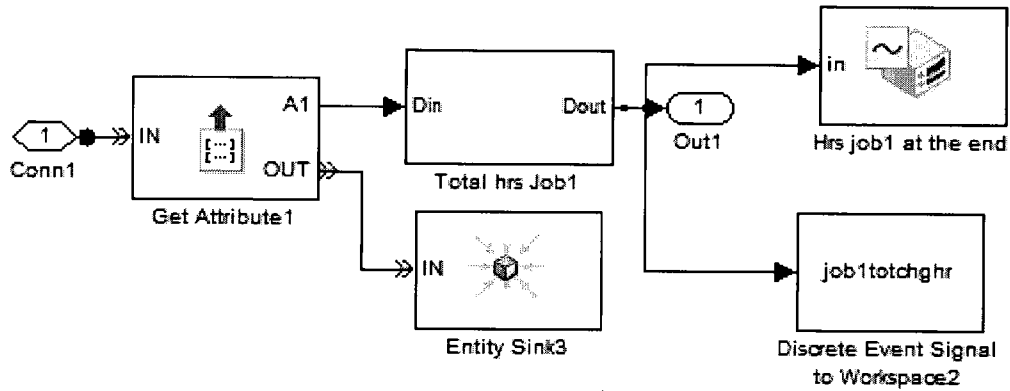 1
Conn1
IN
A1
[...]
OUT
Get Attribute1
Din
Dout
Total hrs Job1
1
Out1
in
Hrs job1 at the end
IN
Entity Sink3
job1totchghr
Discrete Event Signal
to Workspace2